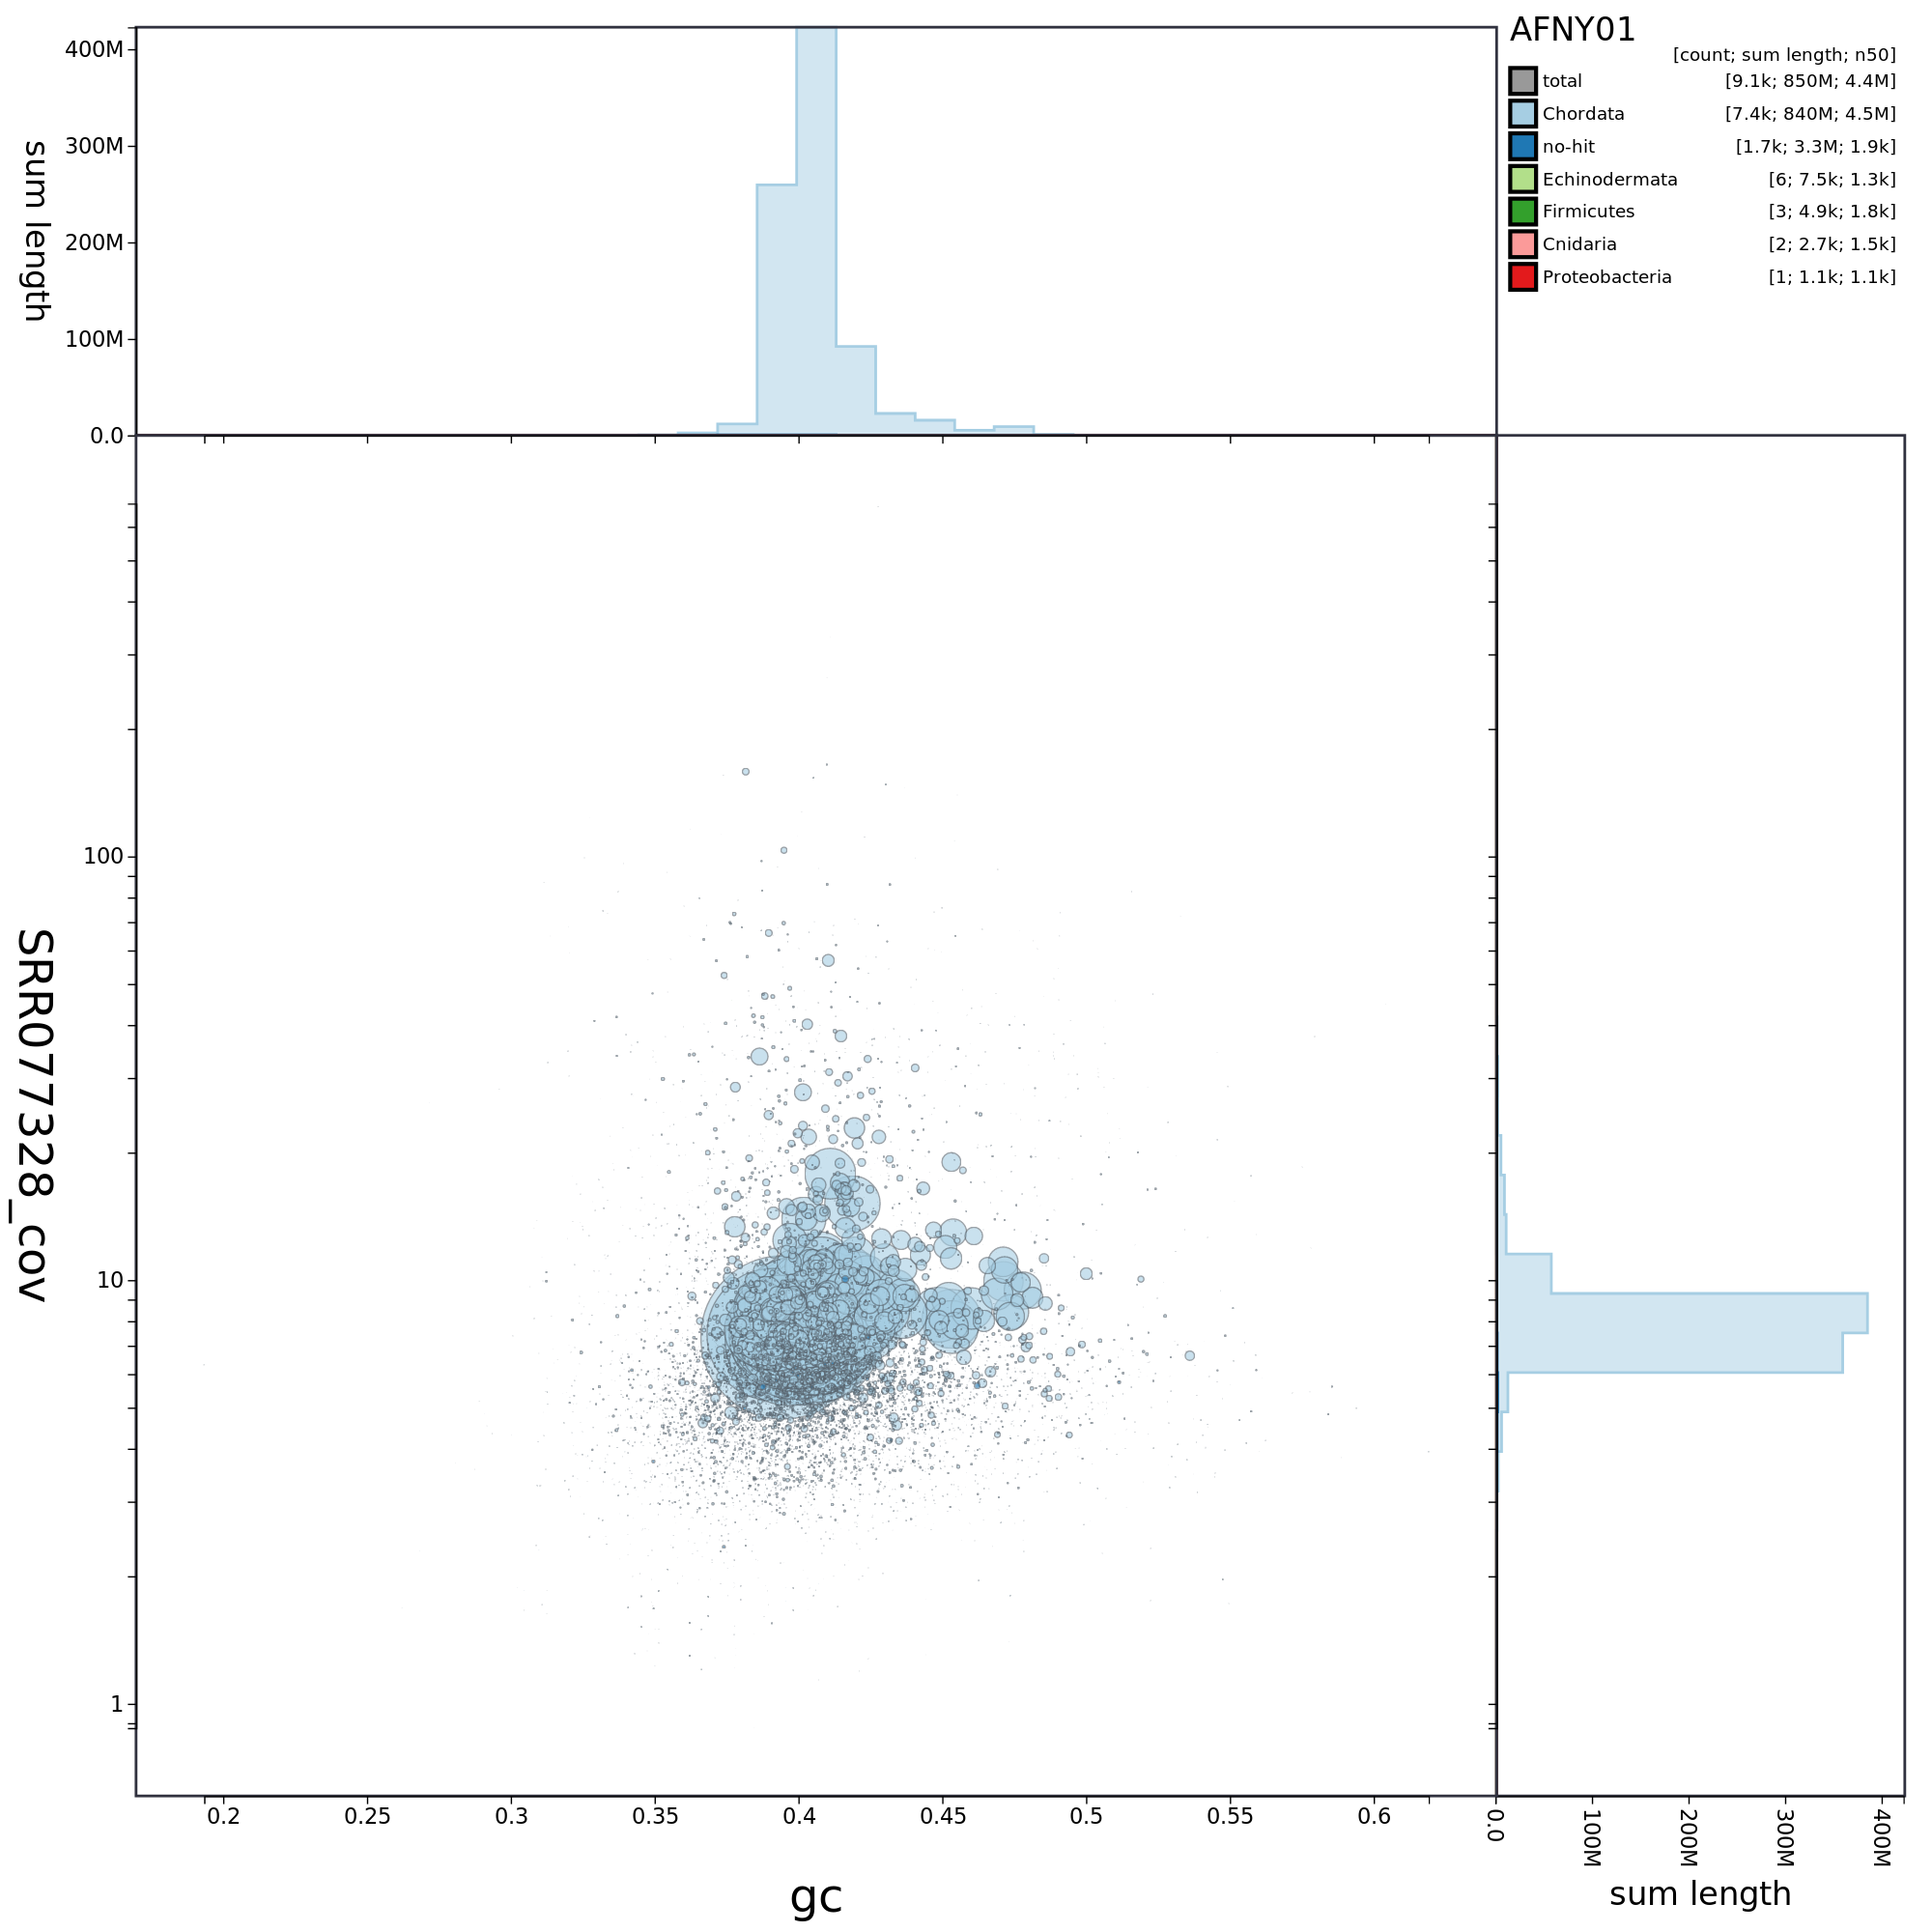 AFNY01
[count; sum length; n50]
total [9.1k; 850M; 4.4M]
Chordata [7.4k; 840M; 4.5M]
no-hit [1.7k; 3.3M; 1.9k]
Echinodermata [6; 7.5k; 1.3k]
Firmicutes [3; 4.9k; 1.8k]
Cnidaria [2; 2.7k; 1.5k]
Proteobacteria [1; 1.1k; 1.1k]
sum length
400M
300M
200M
100M
0.0
SRR077328_cov
100
10
1
0.2 0.25 0.3 0.35 0.4 0.45 0.5 0.55 0.6
gc
0.0 100M 200M 300M 400M
sum length